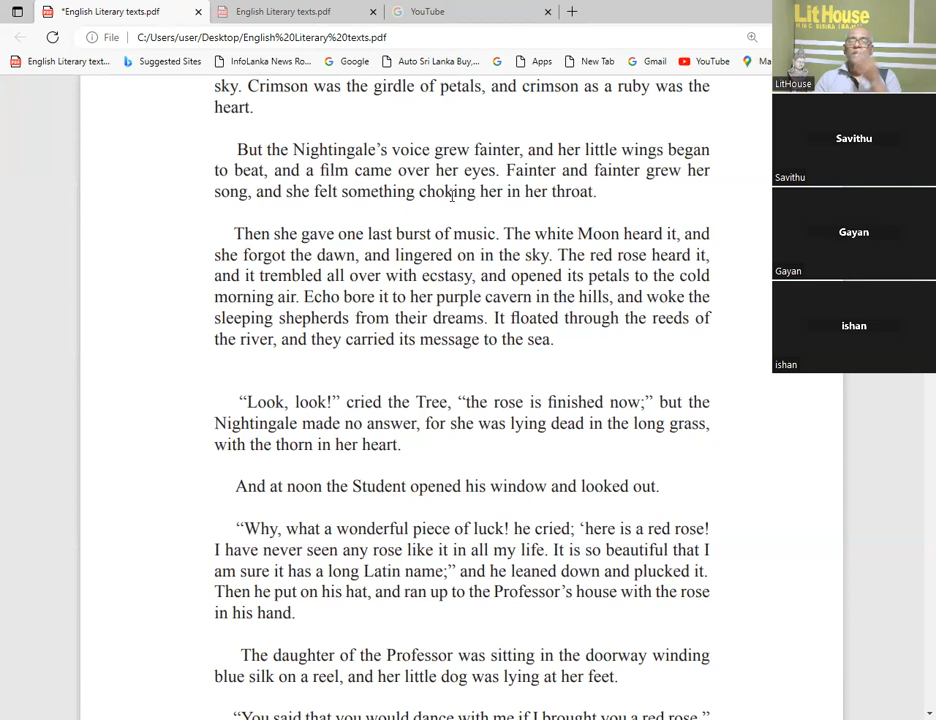 *English Literary texts.pdf
English Literary texts.pdf
YouTube
File
C:/Users/user/Desktop/English%20Literary%20texts.pdf
English Literary text...
Suggested Sites
InfoLanka News Ro...
Google
Auto Sri Lanka Buy,...
Apps
New Tab
Gmail
YouTube
Ma
sky. Crimson was the girdle of petals, and crimson as a ruby was the
heart.
But the Nightingale’s voice grew fainter, and her little wings began
to beat, and a film came over her eyes. Fainter and fainter grew her
song, and she felt something choking her in her throat.
Then she gave one last burst of music. The white Moon heard it, and
she forgot the dawn, and lingered on in the sky. The red rose heard it,
and it trembled all over with ecstasy, and opened its petals to the cold
morning air. Echo bore it to her purple cavern in the hills, and woke the
sleeping shepherds from their dreams. It floated through the reeds of
the river, and they carried its message to the sea.
“Look, look!” cried the Tree, “the rose is finished now;” but the
Nightingale made no answer, for she was lying dead in the long grass,
with the thorn in her heart.
And at noon the Student opened his window and looked out.
“Why, what a wonderful piece of luck! he cried; ‘here is a red rose!
I have never seen any rose like it in all my life. It is so beautiful that I
am sure it has a long Latin name;” and he leaned down and plucked it.
Then he put on his hat, and ran up to the Professor’s house with the rose
in his hand.
The daughter of the Professor was sitting in the doorway winding
blue silk on a reel, and her little dog was lying at her feet.
“You said that you would dance with me if I brought you a red rose,”
LitHouse
LitHouse
Savithu
Savithu
Gayan
Gayan
ishan
ishan